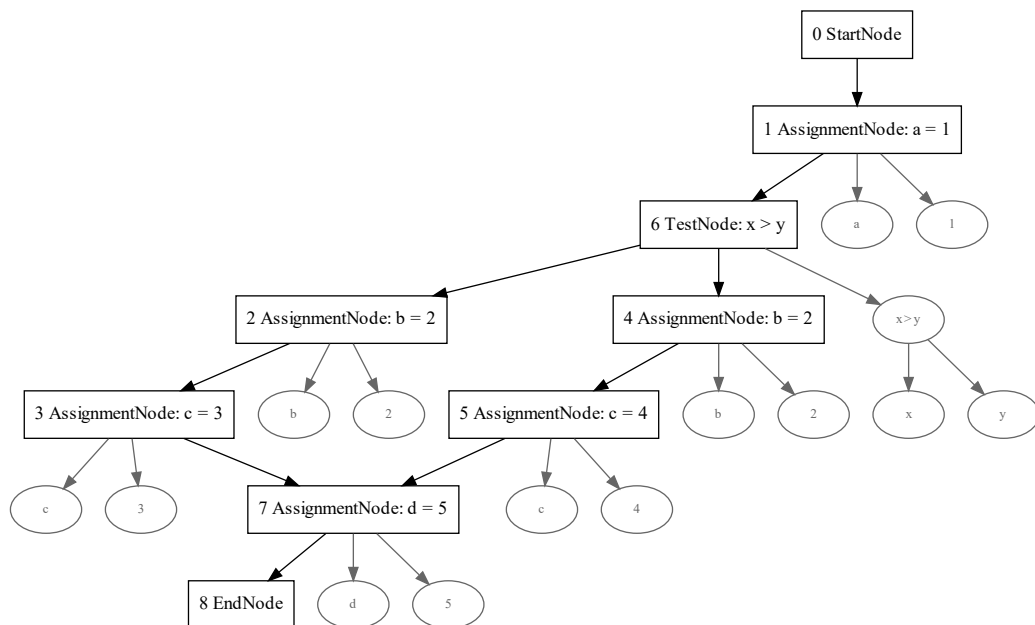 0 StartNode
1 AssignmentNode: a = 1
6 TestNode: x > y
a
1
2 AssignmentNode: b = 2
4 AssignmentNode: b = 2
x>y
3 AssignmentNode: c = 3
b
2
5 AssignmentNode: c = 4
b
2
x
y
c
3
7 AssignmentNode: d = 5
c
4
8 EndNode
d
5